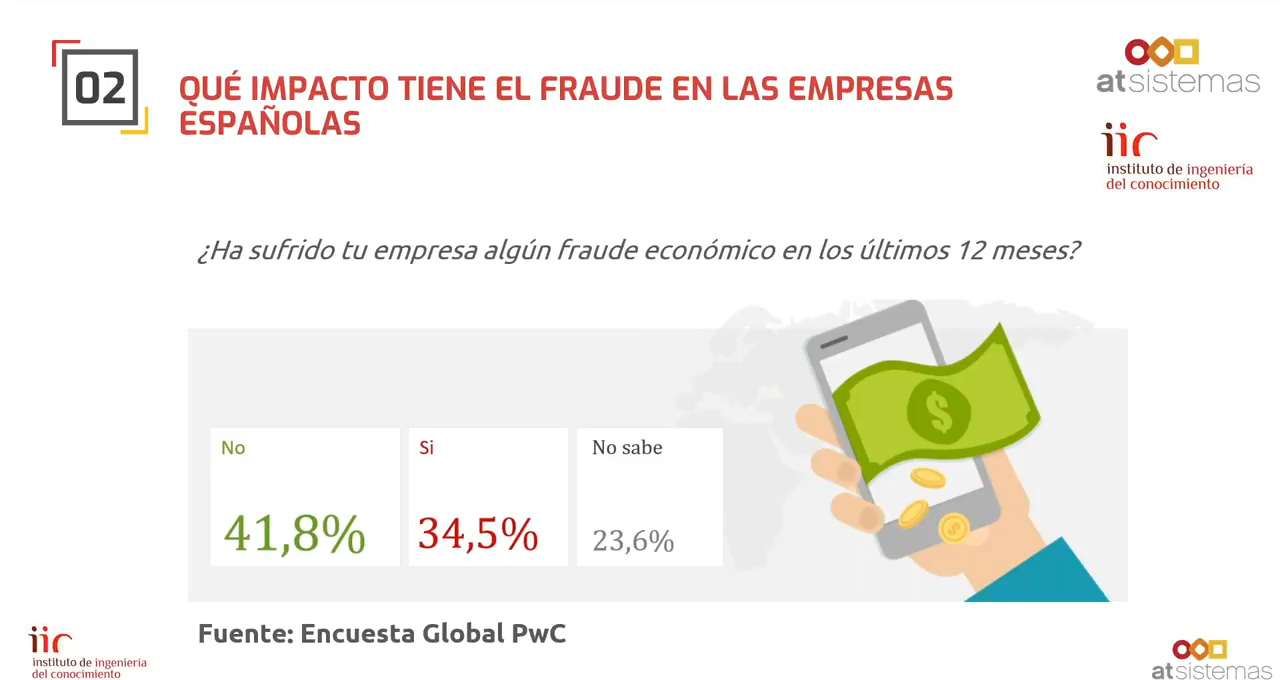 02
QUÉ IMPACTO TIENE EL FRAUDE EN LAS EMPRESAS
ESPAÑOLAS
atsistemas
iic
instituto de ingeniería
del conocimiento
¿Ha sufrido tu empresa algún fraude económico en los últimos 12 meses?
No
Si
No sabe
41,8%
34,5%
23,6%
$
$
Fuente: Encuesta Global PwC
iic
instituto de ingeniería
del conocimiento
atsistemas